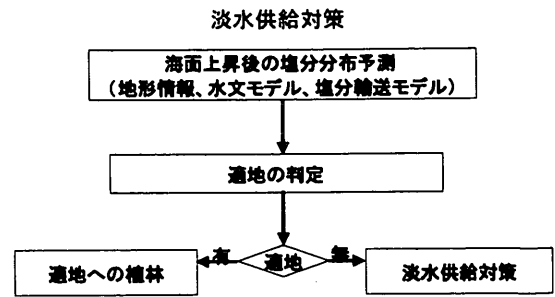 淡水供給対策
海面上昇後の塩分分布予測
（地形情報、水文モデル、塩分輸送モデル）
適地の判定
有
適地
無
適地への植林
淡水供給対策